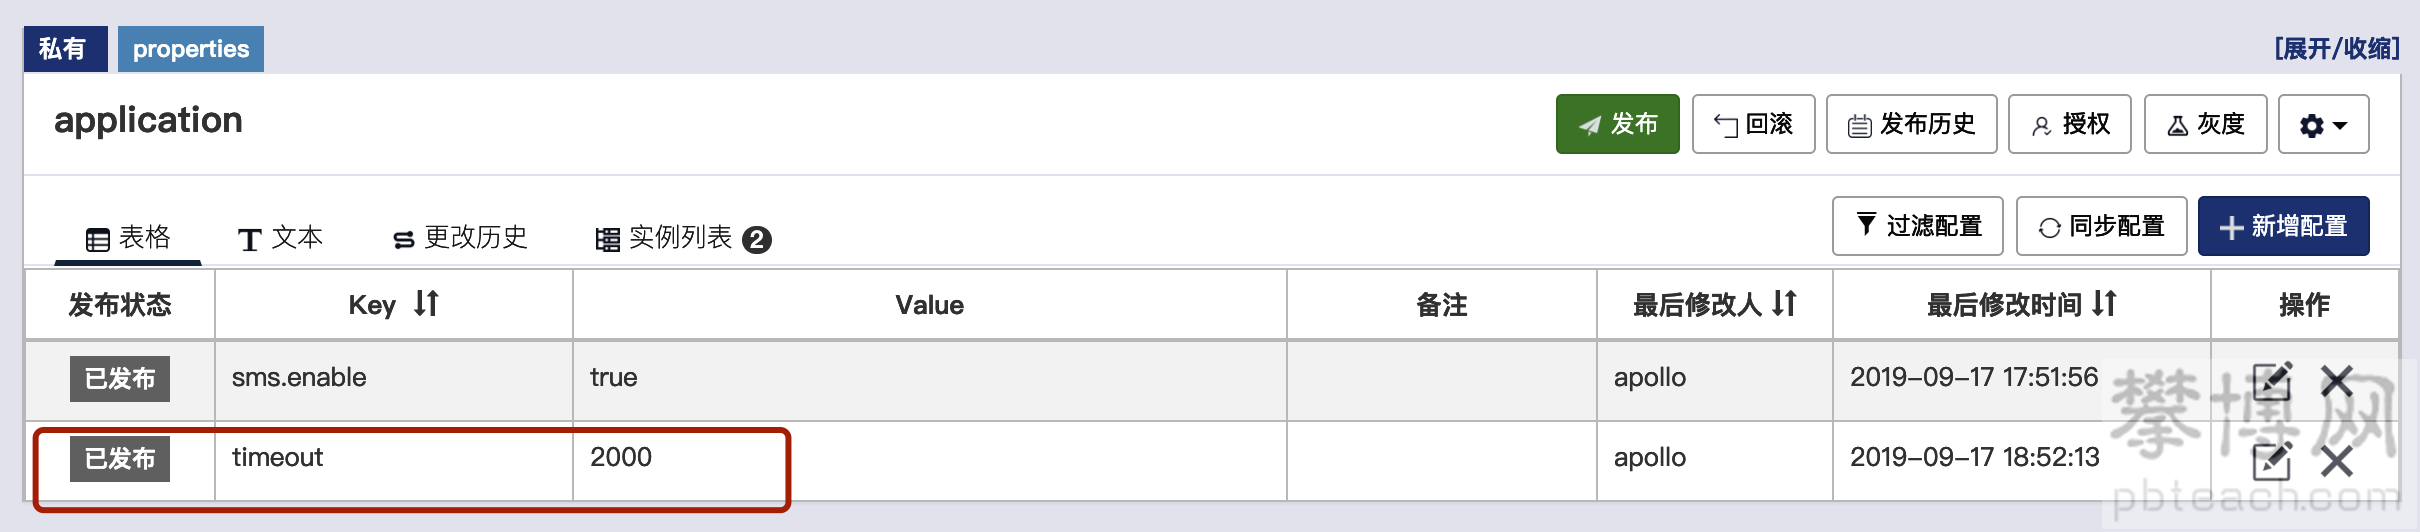 私有 properties [展开/收缩]
application 发布 回滚 发布历史 授权 灰度
表格 文本 更改历史 实例列表 2 过滤配置 同步配置 新增配置
发布状态 Key Value 备注 最后修改人 最后修改时间 操作
已发布 sms.enable true apollo 2019-09-17 17:51:56
已发布 timeout 2000 apollo 2019-09-17 18:52:13
攀博网
pbteach.com